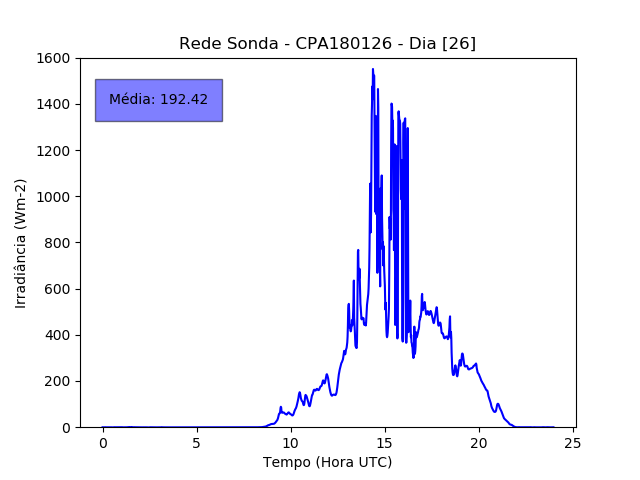 Rede Sonda - CPA180126 - Dia [26]
Média: 192.42
Irradiância (Wm-2)
1600
1400
1200
1000
800
600
400
200
0
0 5 10 15 20 25
Tempo (Hora UTC)